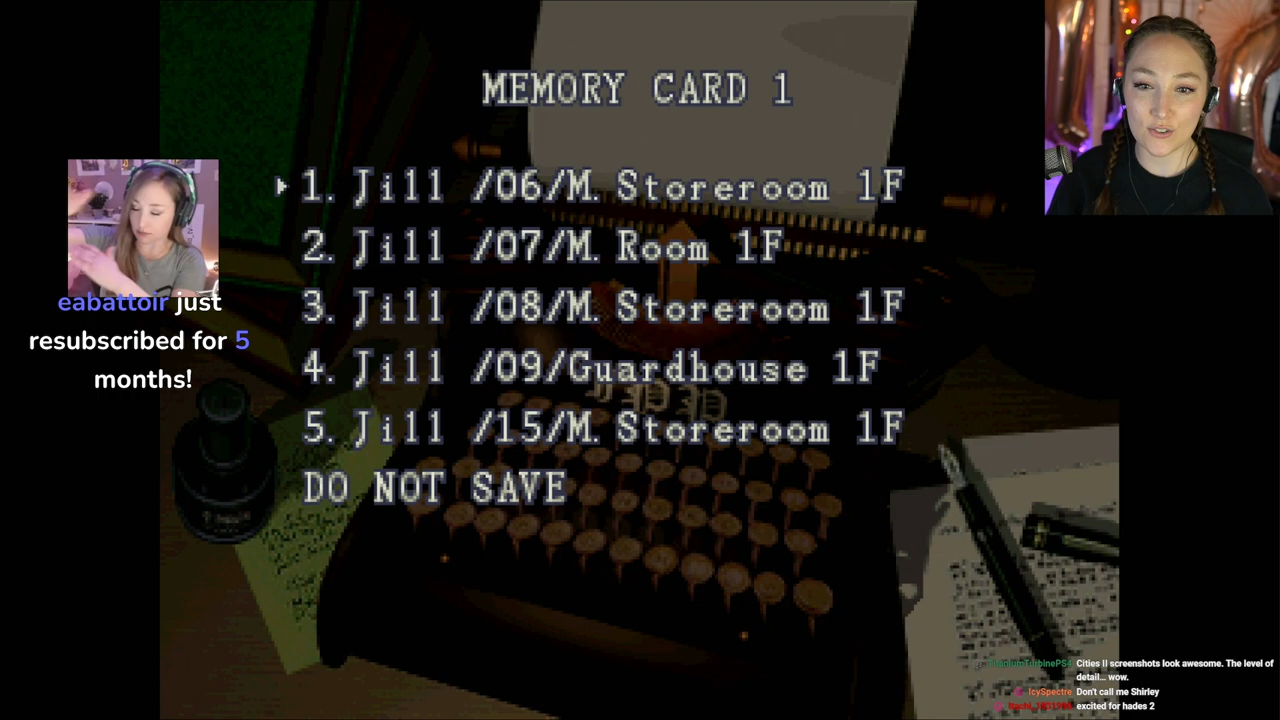 MEMORY CARD 1
1. Jill /06/M. Storeroom 1F
2. Jill /07/M. Room 1F
3. Jill /08/M. Storeroom 1F
4. Jill /09/Guardhouse 1F
5. Jill /15/M. Storeroom 1F
DO NOT SAVE
eabattoir just
resubscribed for 5
months!
Cities II screenshots look awesome. The level of
detail... wow.
IcySpectre Don't call me Shirley
excited for hades 2